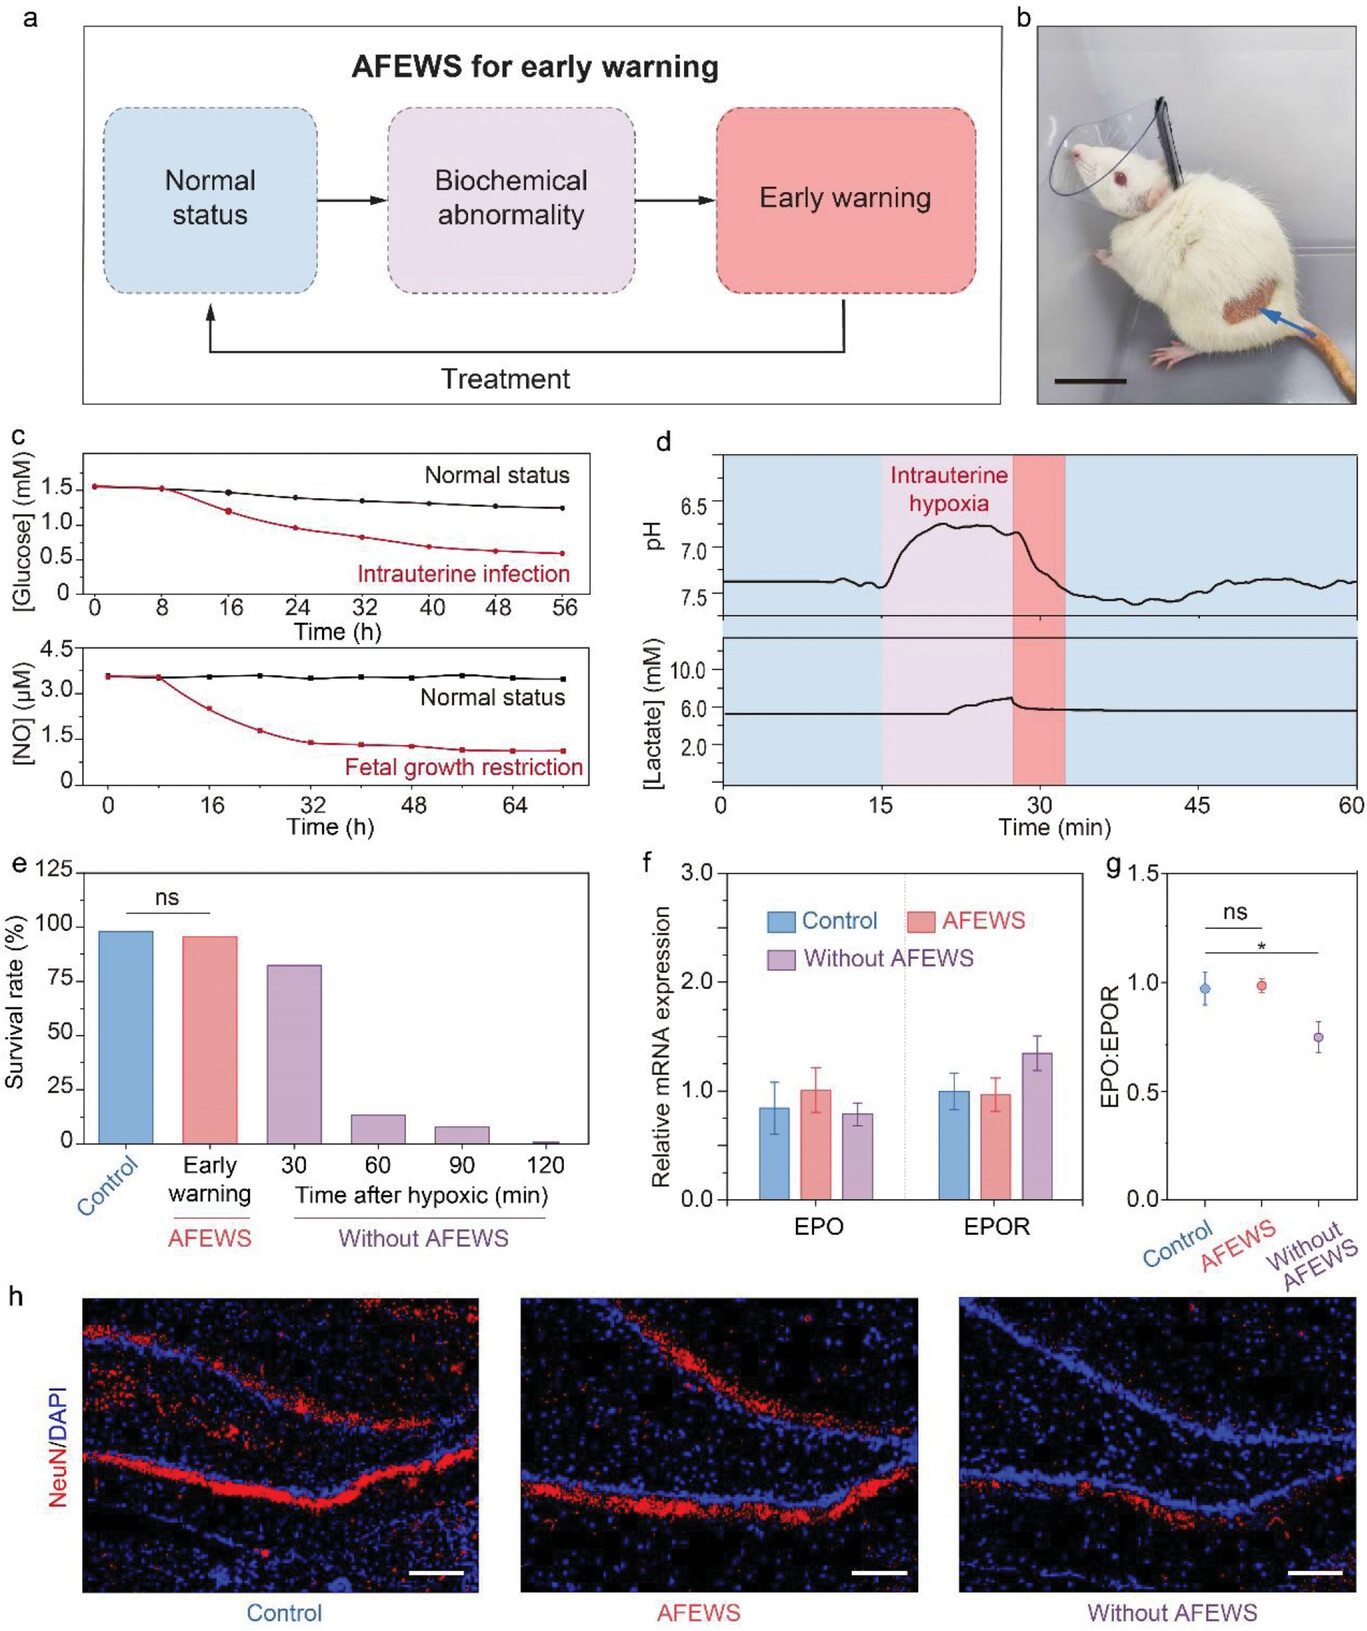 a
AFEWS for early warning
Normal
status
Biochemical
abnormality
Early warning
Treatment
b
c
[Glucose] (mM)
1.5
1.0
0.5
0
Normal status
Intrauterine infection
0 8 16 24 32 40 48 56
Time (h)
[NO] (μM)
4.5
3.0
1.5
0
Normal status
Fetal growth restriction
0 16 32 48 64
Time (h)
d
pH
6.5
7.0
7.5
Intrauterine
hypoxia
[Lactate] (mM)
10.0
6.0
2.0
0 15 30 45 60
Time (min)
e
Survival rate (%)
125
100
75
50
25
0
ns
Control
Early
warning
AFEWS
30 60 90 120
Time after hypoxic (min)
Without AFEWS
f
Relative mRNA expression
3.0
2.0
1.0
0.0
Control
AFEWS
Without AFEWS
EPO
EPOR
g
EPO:EPOR
1.5
1.0
0.5
0.0
ns
*
Control
AFEWS
Without
AFEWS
h
NeuN/DAPI
Control
AFEWS
Without AFEWS